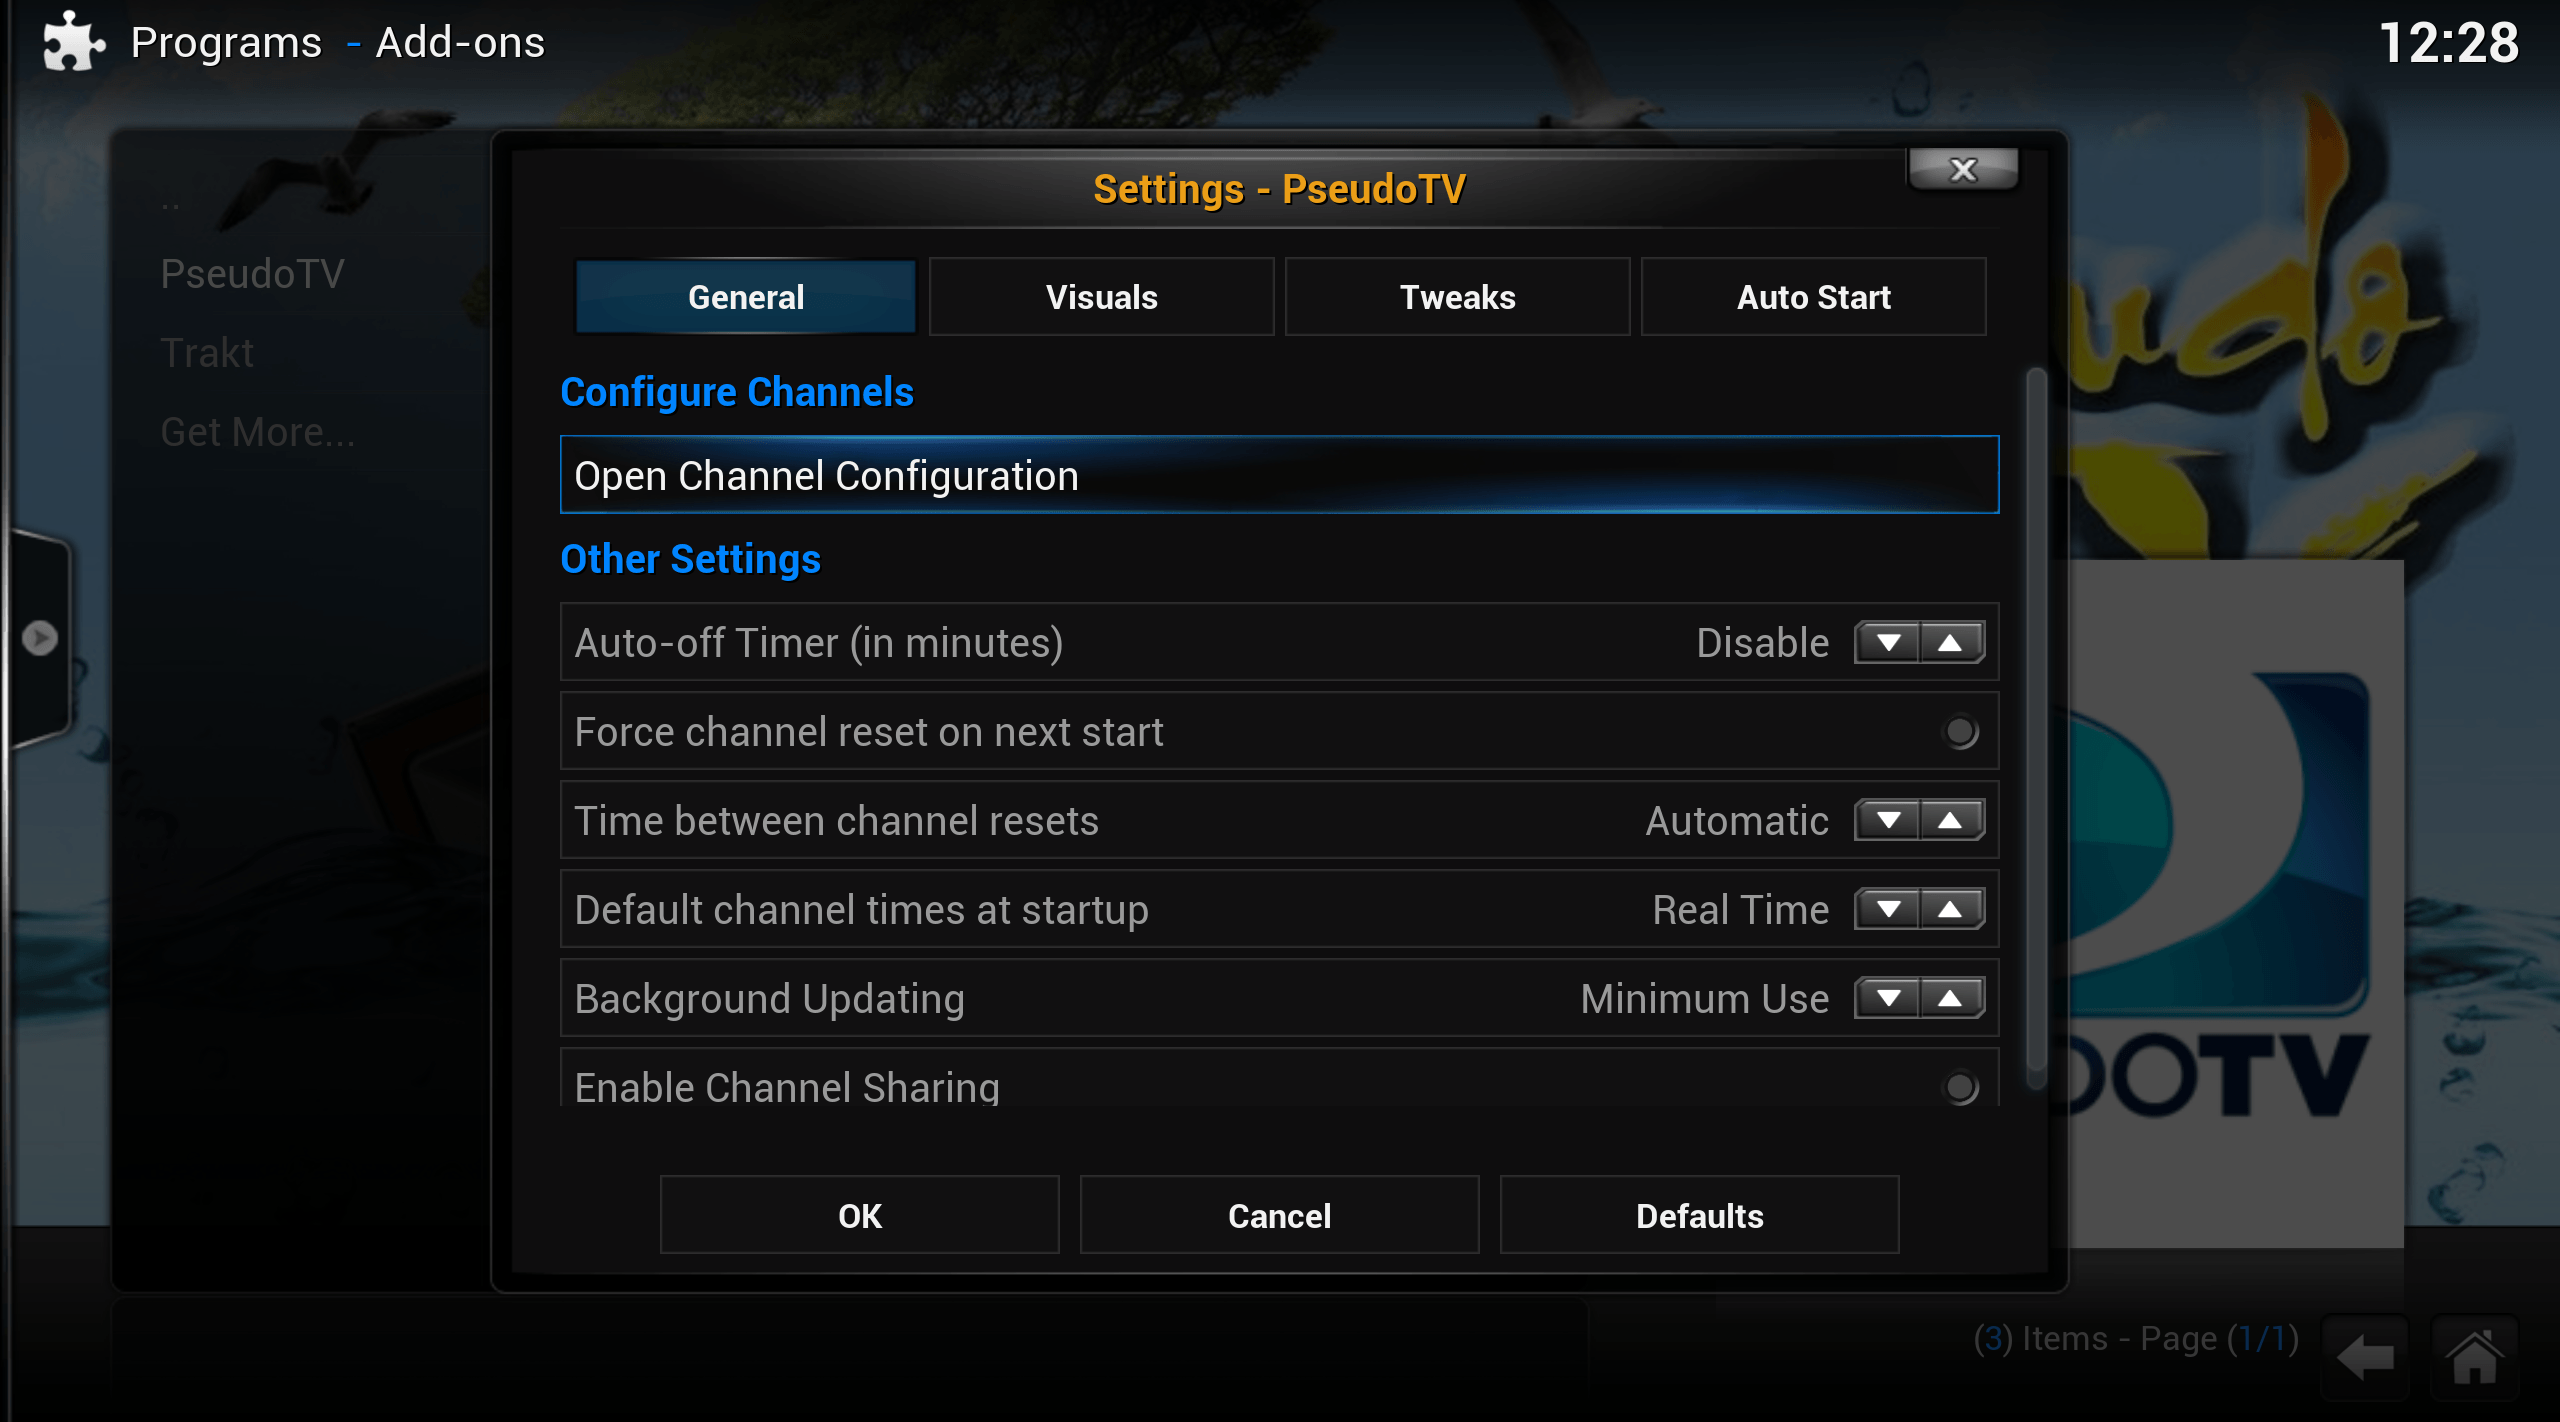 Programs - Add-ons
12:28
..
PseudoTV
Trakt
Get More...
Settings - PseudoTV
General
Visuals
Tweaks
Auto Start
Configure Channels
Open Channel Configuration
Other Settings
Auto-off Timer (in minutes) Disable
Force channel reset on next start
Time between channel resets Automatic
Default channel times at startup Real Time
Background Updating Minimum Use
Enable Channel Sharing
OK
Cancel
Defaults
(3) Items - Page (1/1)